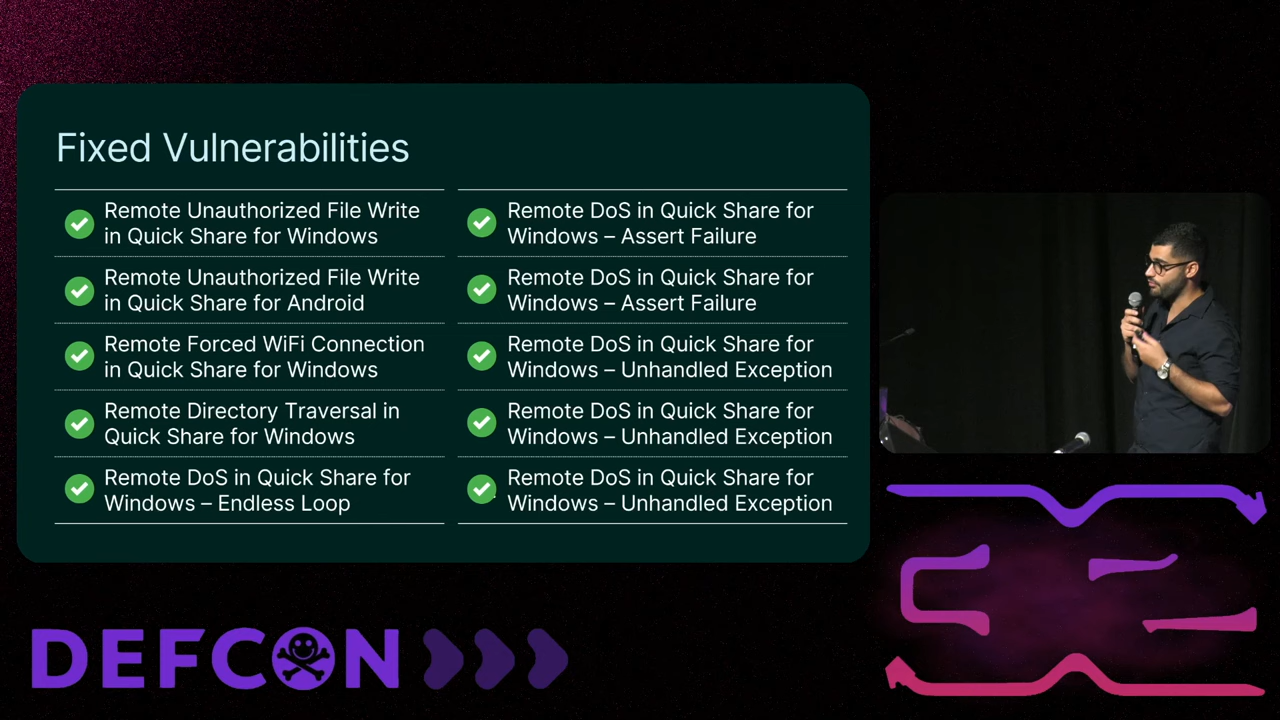 Fixed Vulnerabilities
Remote Unauthorized File Write
in Quick Share for Windows
Remote Unauthorized File Write
in Quick Share for Android
Remote Forced WiFi Connection
in Quick Share for Windows
Remote Directory Traversal in
Quick Share for Windows
Remote DoS in Quick Share for
Windows – Endless Loop
Remote DoS in Quick Share for
Windows – Assert Failure
Remote DoS in Quick Share for
Windows – Assert Failure
Remote DoS in Quick Share for
Windows – Unhandled Exception
Remote DoS in Quick Share for
Windows – Unhandled Exception
Remote DoS in Quick Share for
Windows – Unhandled Exception
DEFCON